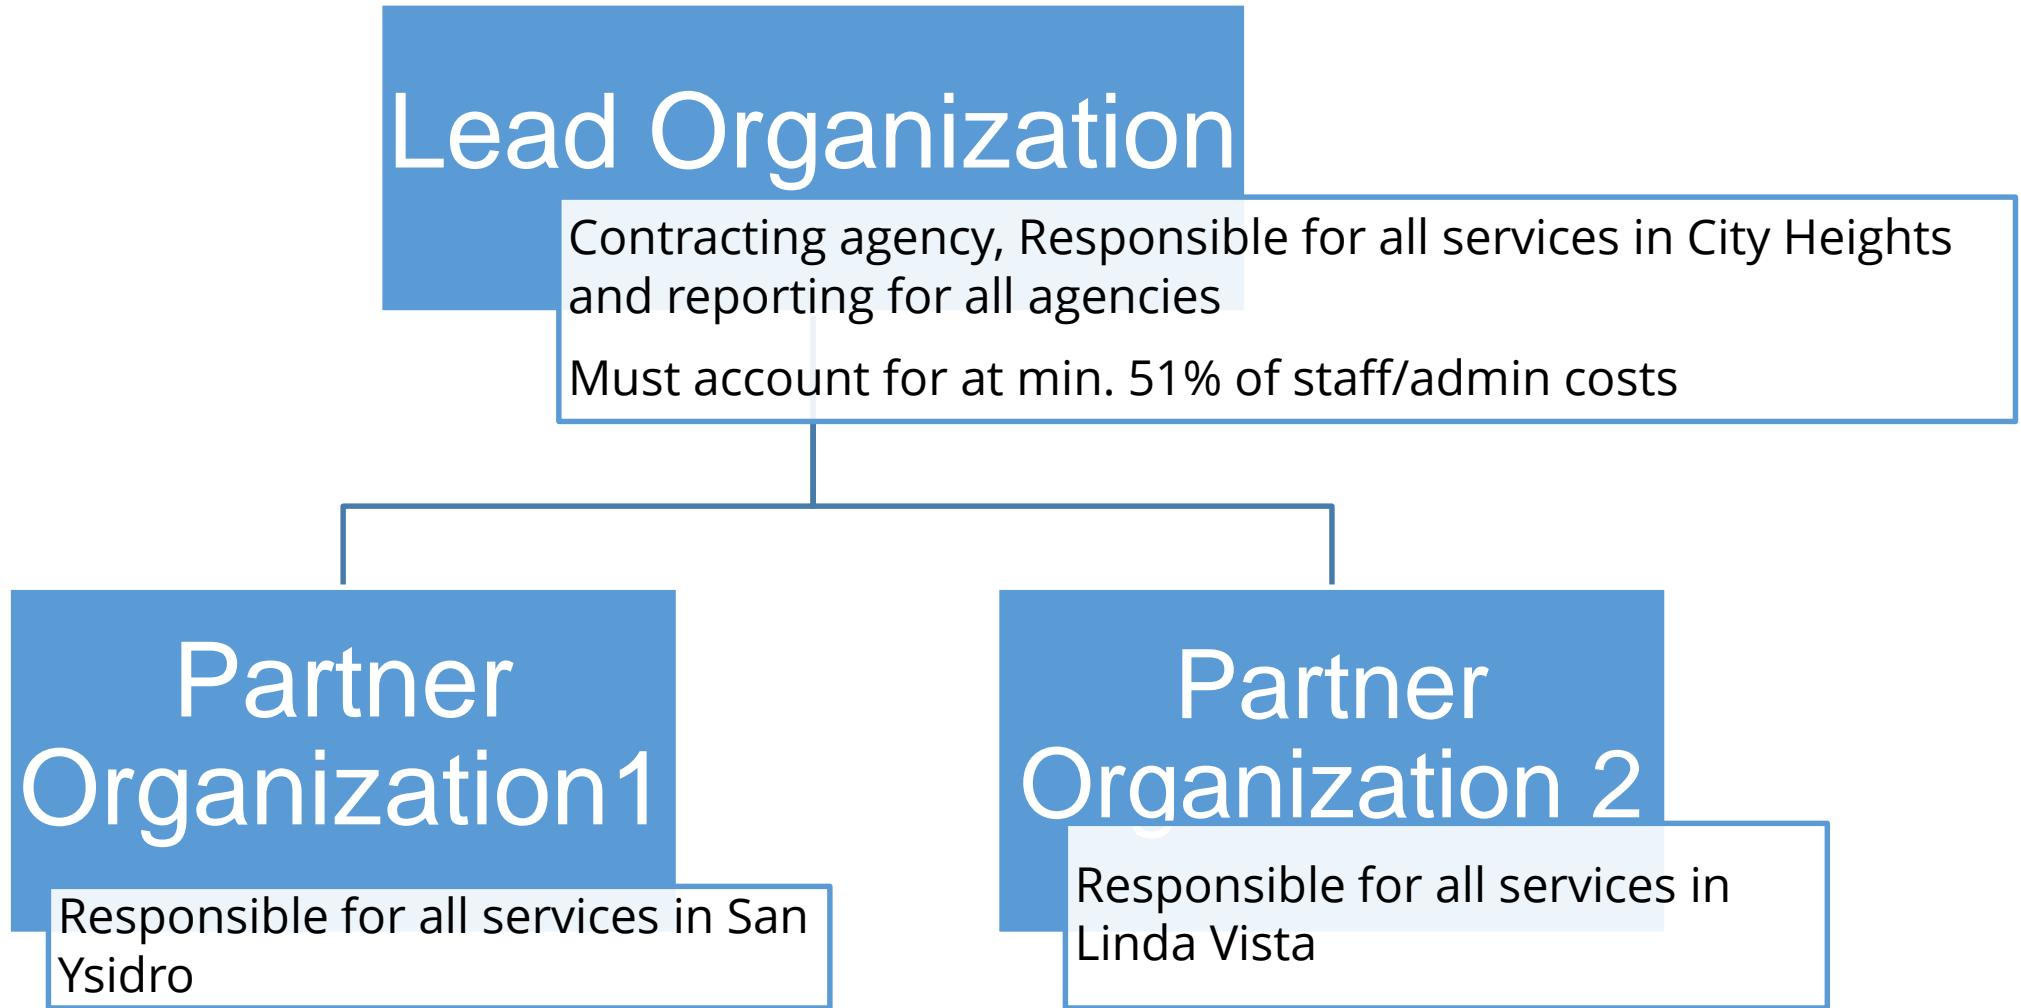 Lead Organization
Contracting agency, Responsible for all services in City Heights
and reporting for all agencies
Must account for at min. 51% of staff/admin costs
Partner
Organization1
Responsible for all services in San
Ysidro
Partner
Organization 2
Responsible for all services in
Linda Vista